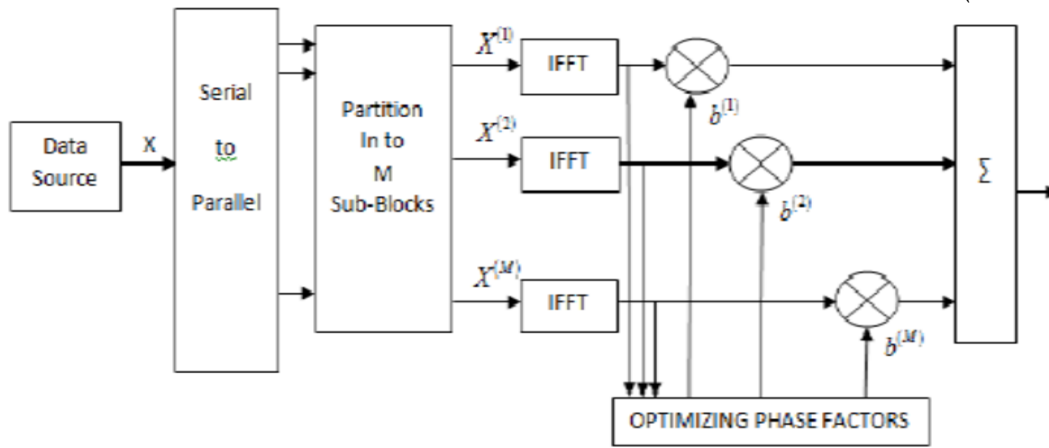 Data
Source
X
Serial
to
Parallel
Partition
In to
M
Sub-Blocks
X^(1)
IFFT
b^(1)
X^(2)
IFFT
b^(2)
X^(M)
IFFT
b^(M)
Σ
OPTIMIZING PHASE FACTORS